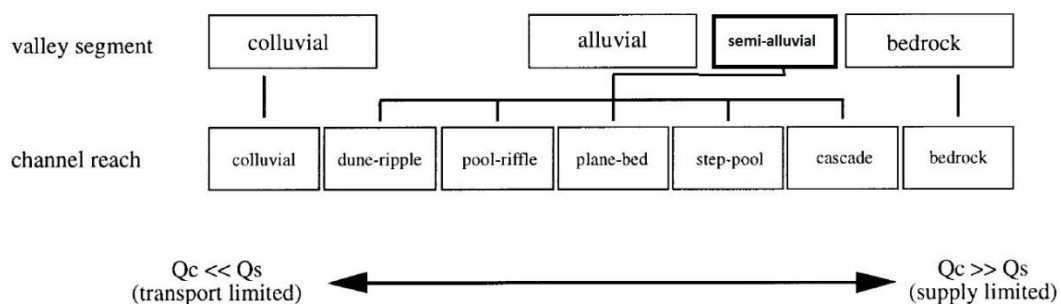 valley segment colluvial alluvial semi-alluvial bedrock
channel reach colluvial dune-ripple pool-riffle plane-bed step-pool cascade bedrock
Qc << Qs Qc >> Qs
(transport limited) (supply limited)